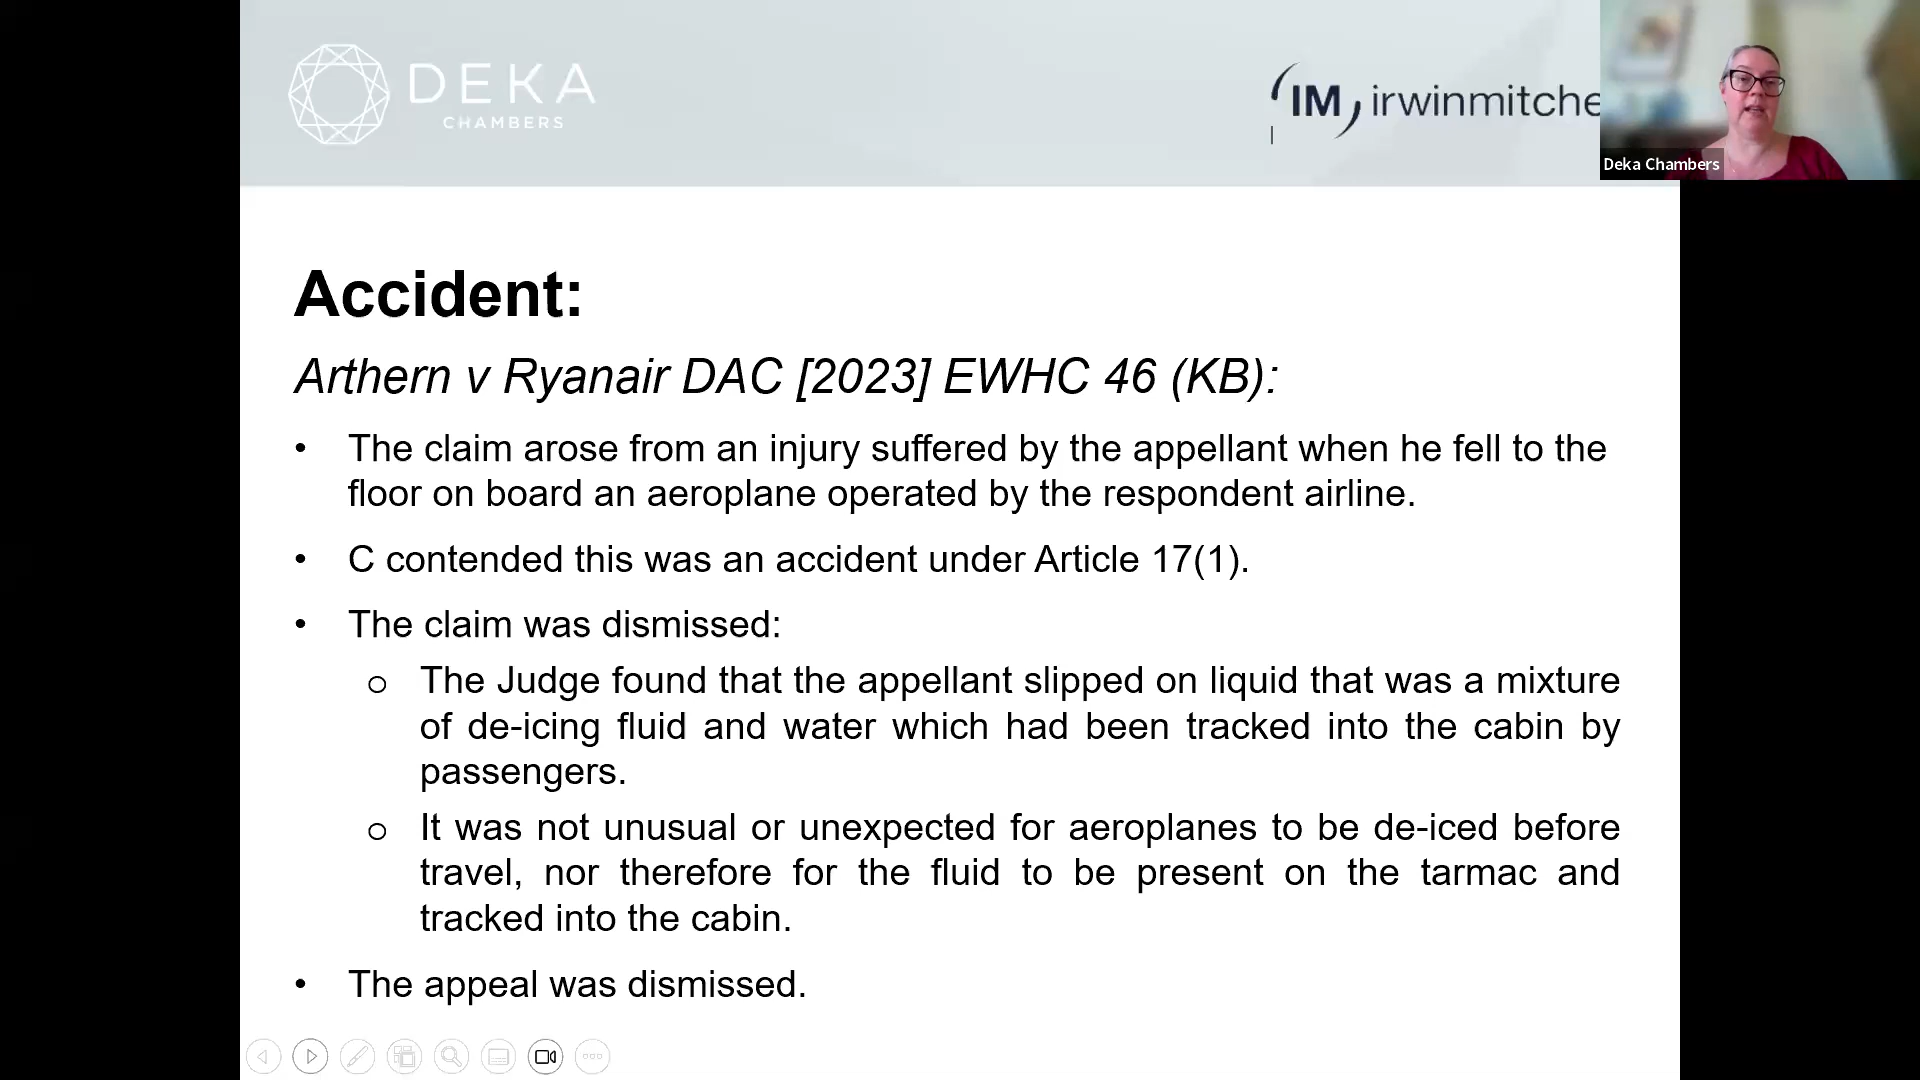 DEKA
CHAMBERS
IM irwinmitche
Deka Chambers
Accident:
Arthern v Ryanair DAC [2023] EWHC 46 (KB):
• The claim arose from an injury suffered by the appellant when he fell to the
floor on board an aeroplane operated by the respondent airline.
• C contended this was an accident under Article 17(1).
• The claim was dismissed:
o The Judge found that the appellant slipped on liquid that was a mixture
of de-icing fluid and water which had been tracked into the cabin by
passengers.
o It was not unusual or unexpected for aeroplanes to be de-iced before
travel, nor therefore for the fluid to be present on the tarmac and
tracked into the cabin.
• The appeal was dismissed.